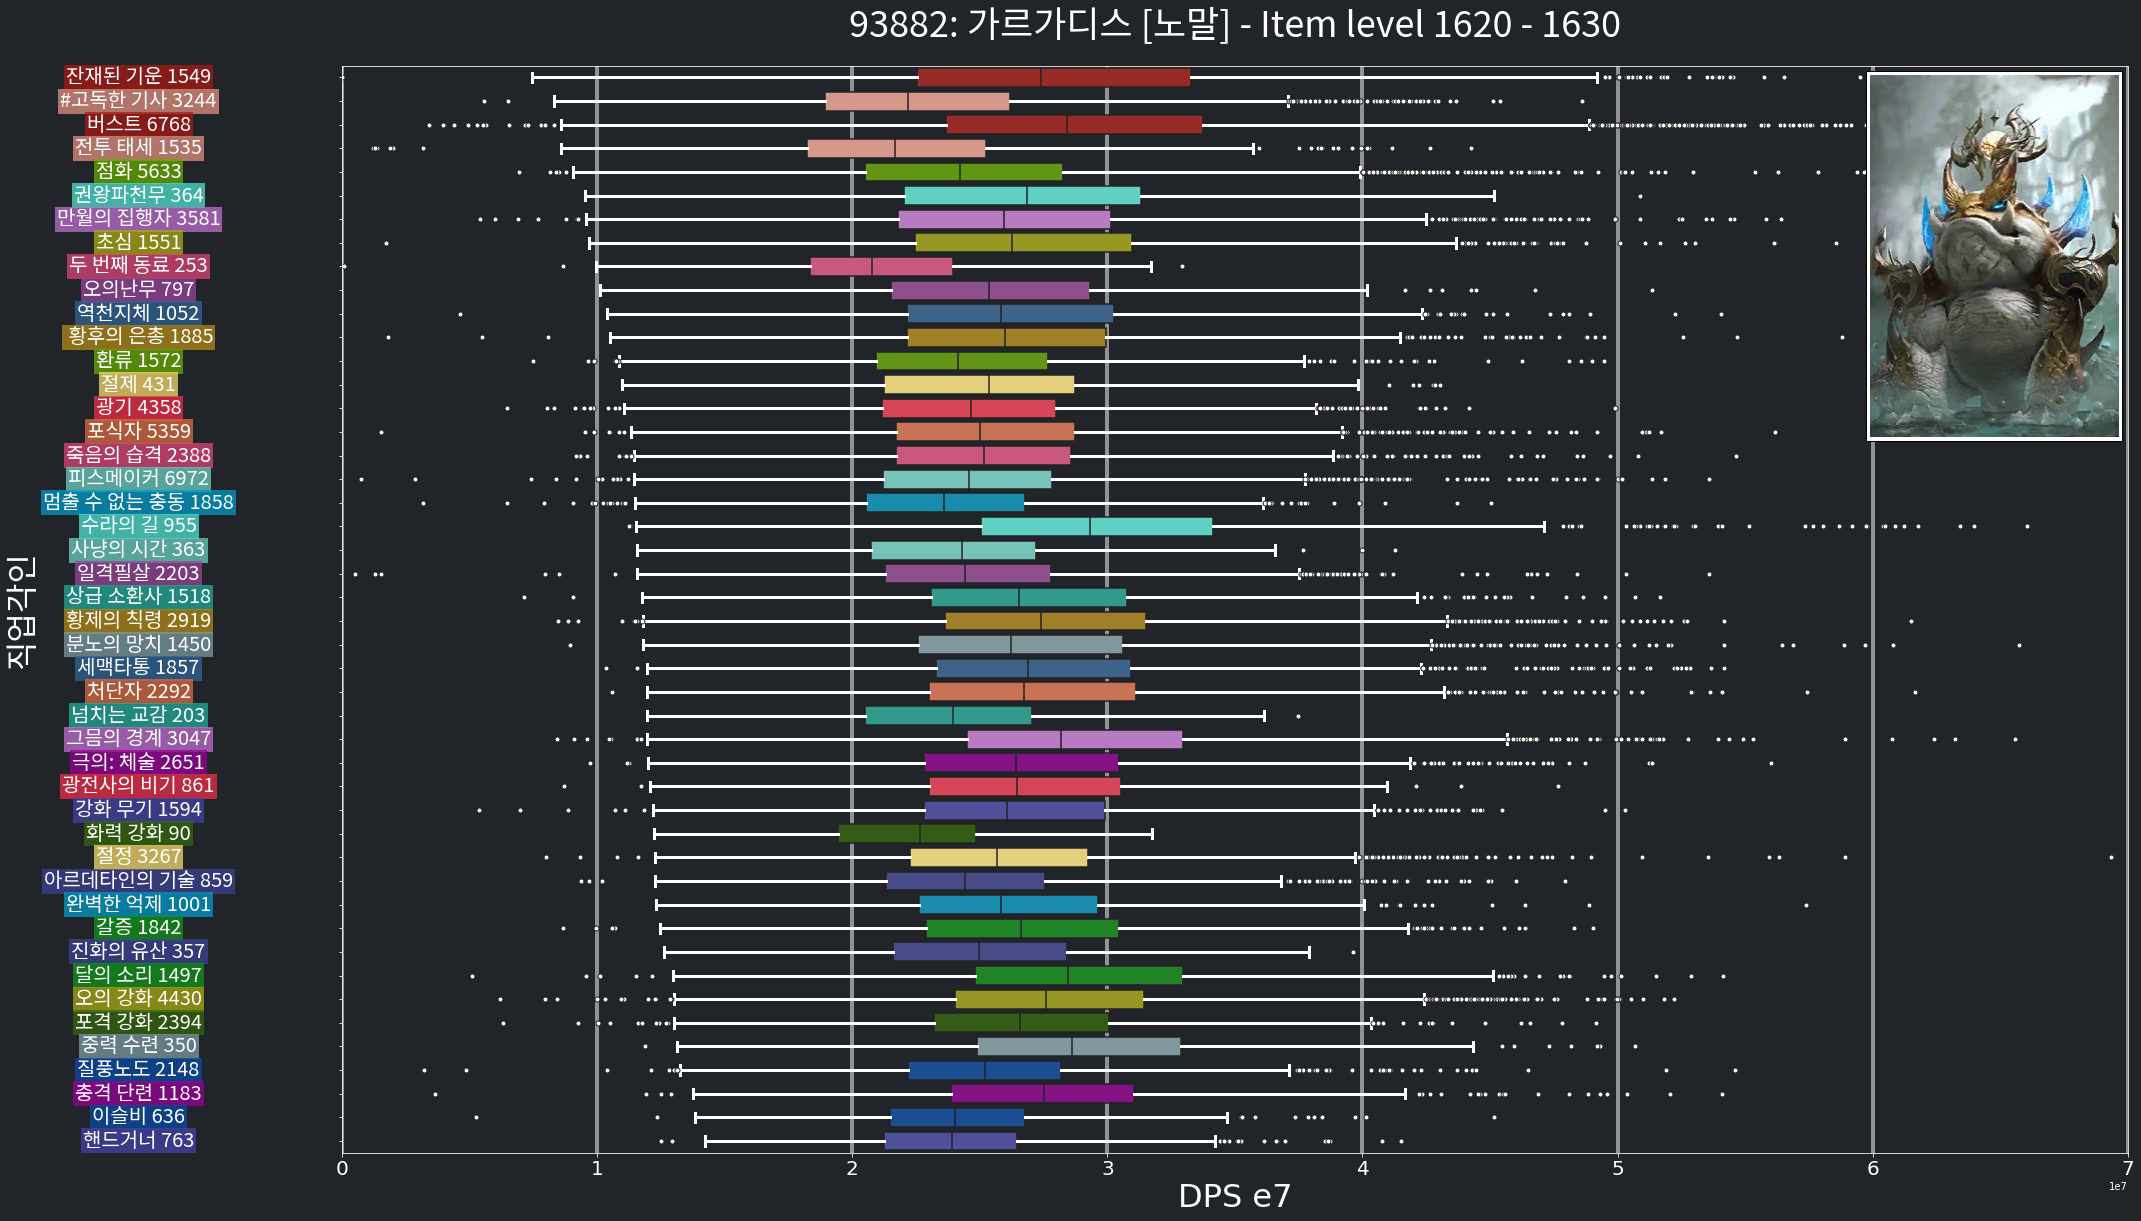 93882: 가르가디스 [노말] - Item level 1620 - 1630
직업각인
잔재된 기운 1549
#고독한 기사 3244
버스트 6768
전투 태세 1535
점화 5633
권왕파천무 364
만월의 집행자 3581
초심 1551
두 번째 동료 253
오의난무 797
역천지체 1052
황후의 은총 1885
환류 1572
절제 431
광기 4358
포식자 5359
죽음의 습격 2388
피스메이커 6972
멈출 수 없는 충동 1858
수라의 길 955
사냥의 시간 363
일격필살 2203
상급 소환사 1518
황제의 칙령 2919
분노의 망치 1450
세맥타통 1857
처단자 2292
넘치는 교감 203
그믐의 경계 3047
극의: 체술 2651
광전사의 비기 861
강화 무기 1594
화력 강화 90
절정 3267
아르데타인의 기술 859
완벽한 억제 1001
갈증 1842
진화의 유산 357
달의 소리 1497
오의 강화 4430
포격 강화 2394
중력 수련 350
질풍노도 2148
충격 단련 1183
이슬비 636
핸드거너 763
0 1 2 3 4 5 6 7
DPS e7
1e7